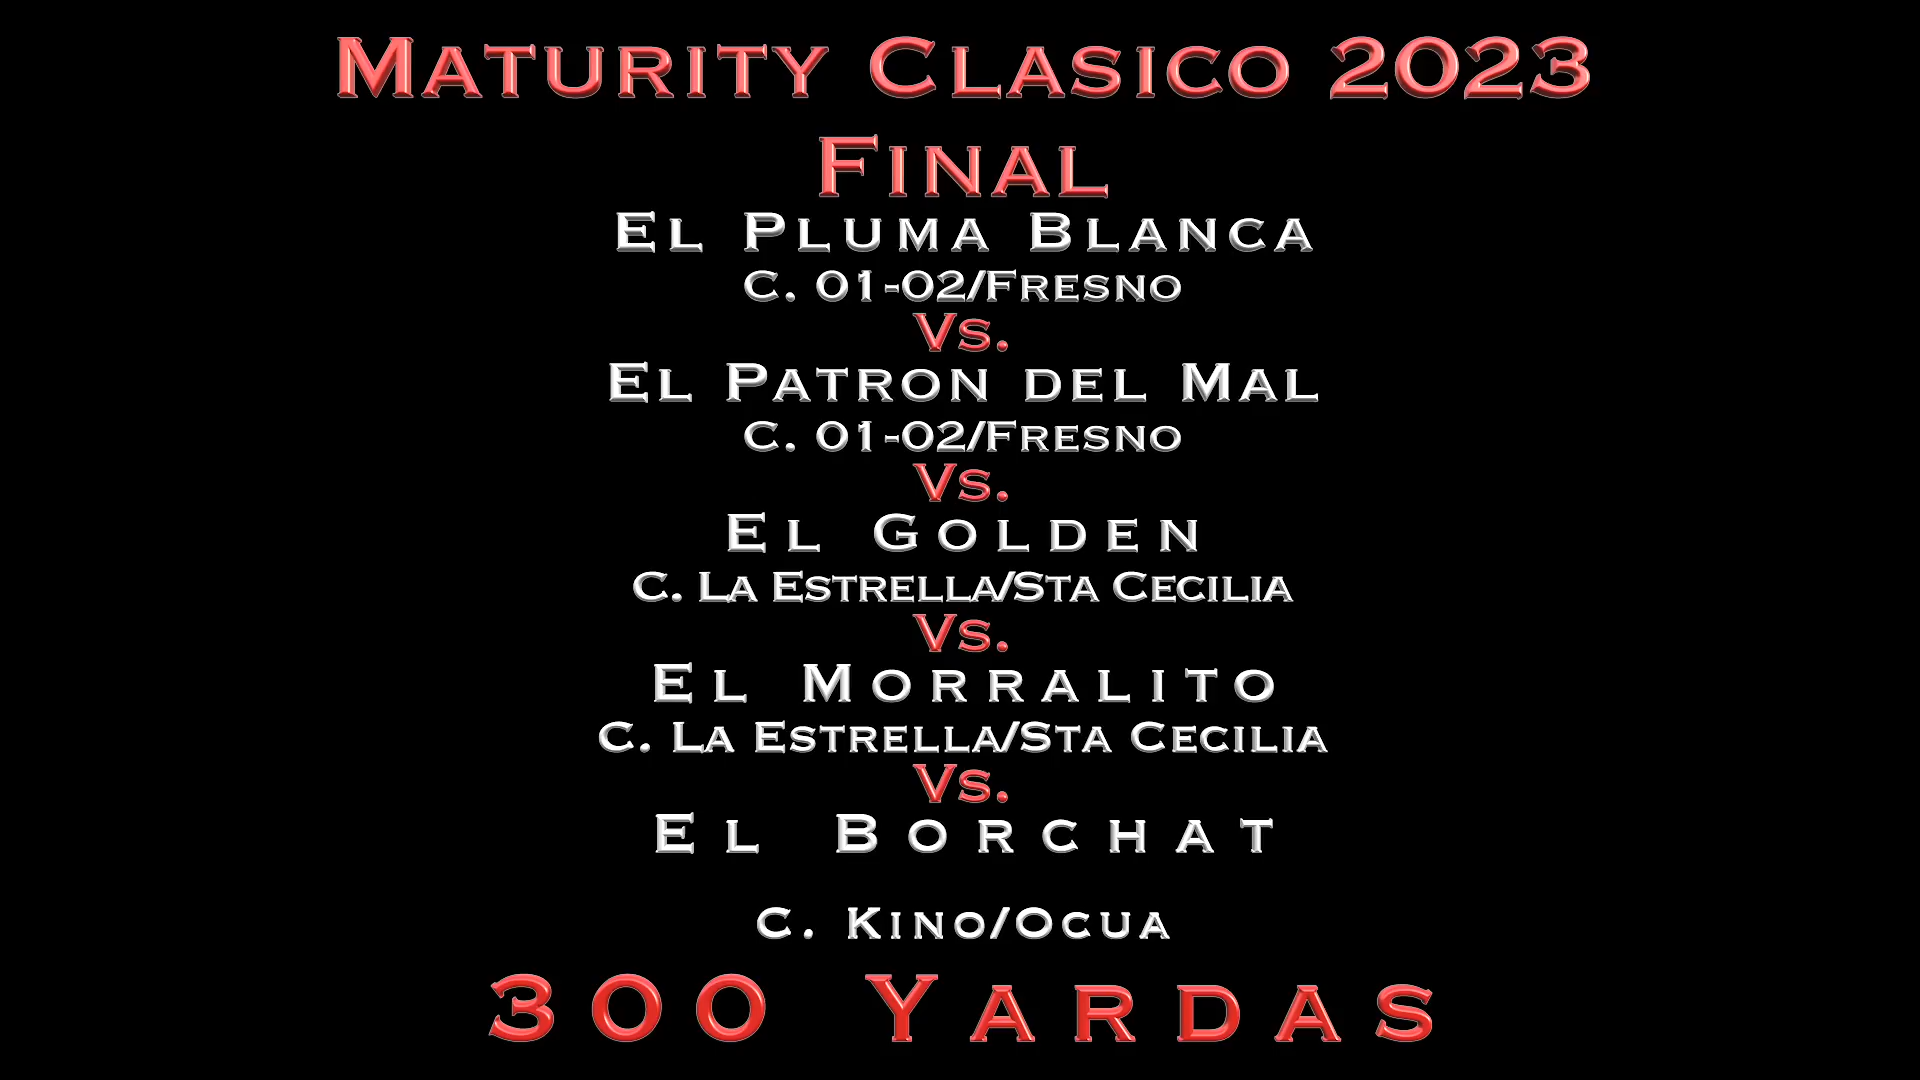 Maturity Clasico 2023
Final
El Pluma Blanca
C. 01-02/Fresno
Vs.
El Patron del Mal
C. 01-02/Fresno
Vs.
El Golden
C. La Estrella/Sta Cecilia
Vs.
El Morralito
C. La Estrella/Sta Cecilia
Vs.
El Borchat
C. Kino/Ocua
300 Yardas